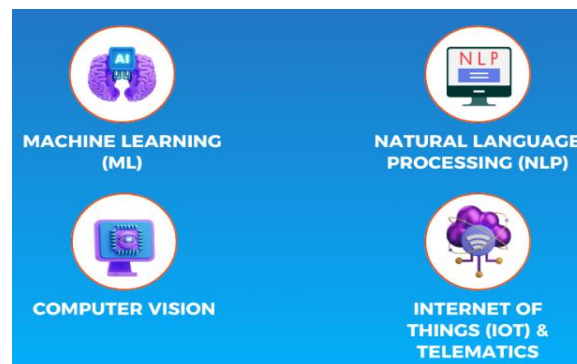 AI
NLP
MACHINE LEARNING
(ML)
NATURAL LANGUAGE
PROCESSING (NLP)
COMPUTER VISION
INTERNET OF
THINGS (IOT) &
TELEMATICS